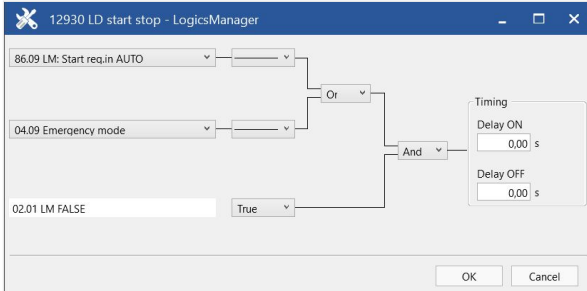 12930 LD start stop - LogicsManager
86.09 LM: Start req.in AUTO
Or
Timing
04.09 Emergency mode
Delay ON
And
0,00 s
Delay OFF
0,00 s
02.01 LM FALSE
True
OK
Cancel